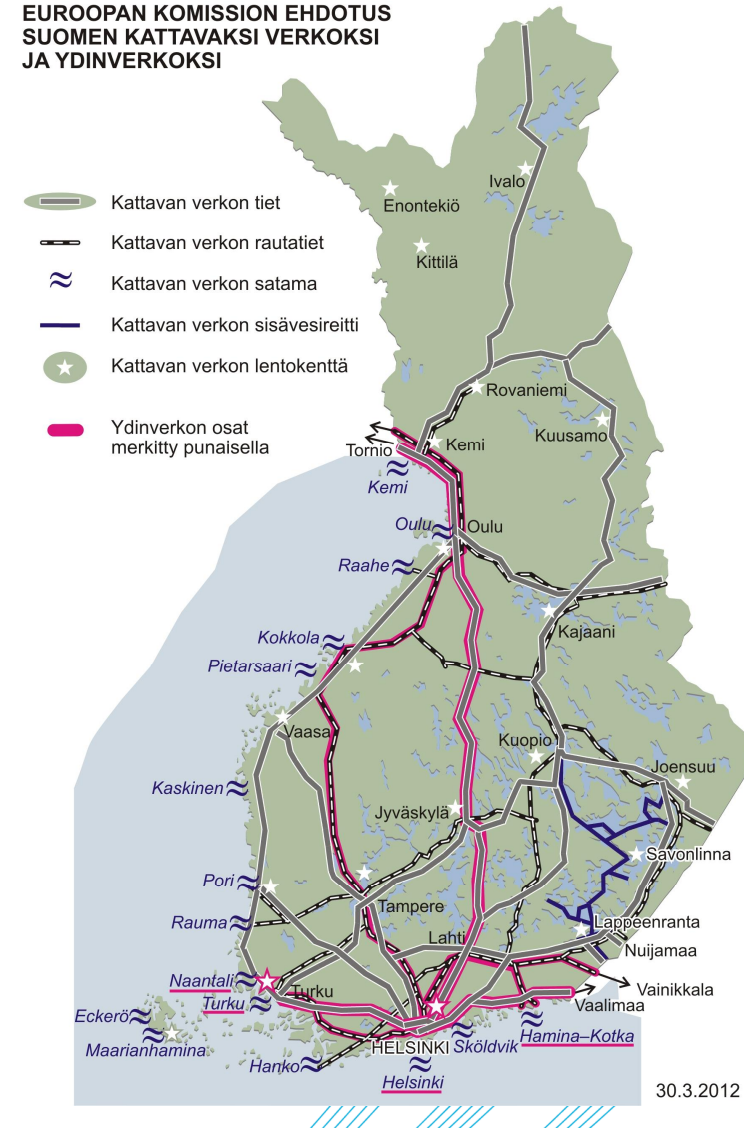 EUROOPAN KOMISSION EHDOTUS
SUOMEN KATTAVAKSI VERKOKSI
JA YDINVERKOKSI
Kattavan verkon tiet
Kattavan verkon rautatiet
Kattavan verkon satama
Kattavan verkon sisävesireitti
Kattavan verkon lentokenttä
Ydinverkon osat
merkitty punaisella
Ivalo
Enontekiö
Kittilä
Rovaniemi
Kuusamo
Kemi
Tornio
Kemi
Oulu
Oulu
Raahe
Kajaani
Kokkola
Pietarsaari
Vaasa
Kuopio
Joensuu
Kaskinen
Jyväskylä
Savonlinna
Pori
Tampere
Rauma
Lappeenranta
Lahti
Nuijamaa
Naantali
Turku
Turku
Vainikkala
Vaalimaa
Eckerö
Maarianhamina
HELSINKI
Sköldvik
Hamina–Kotka
Hanko
Helsinki
30.3.2012